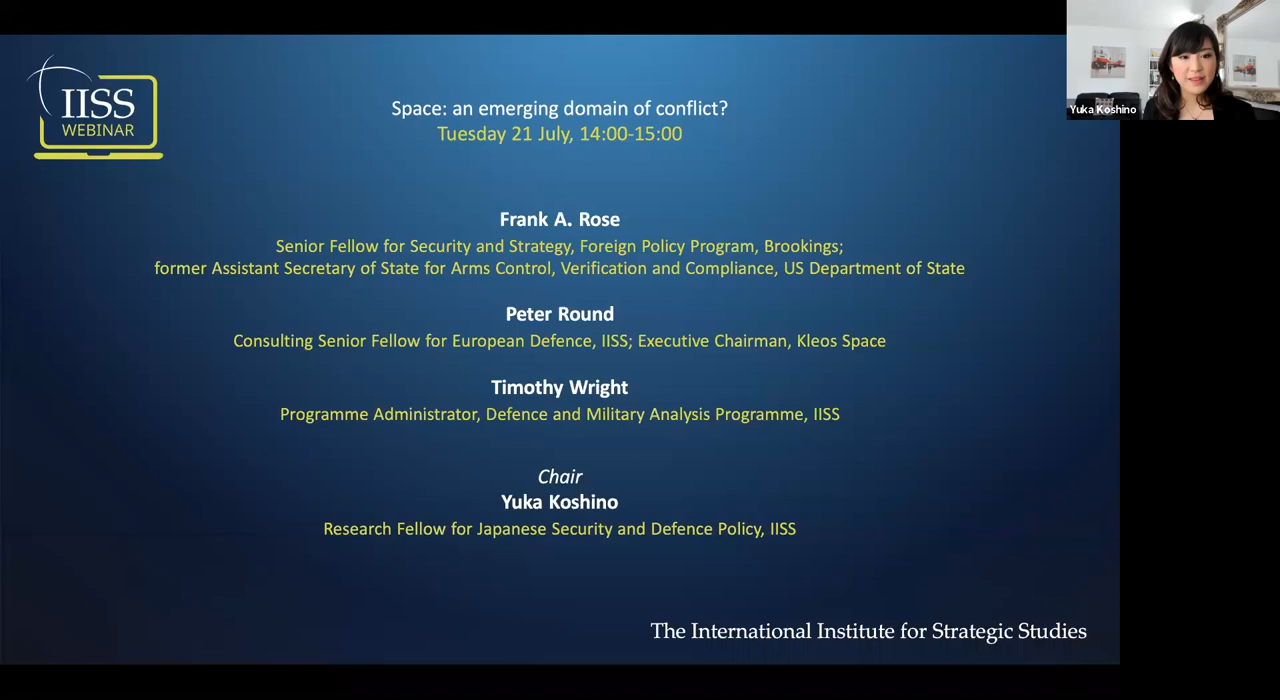 IISS
WEBINAR
Space: an emerging domain of conflict?
Tuesday 21 July, 14:00-15:00
Yuka Koshino
Frank A. Rose
Senior Fellow for Security and Strategy, Foreign Policy Program, Brookings;
former Assistant Secretary of State for Arms Control, Verification and Compliance, US Department of State
Peter Round
Consulting Senior Fellow for European Defence, IISS; Executive Chairman, Kleos Space
Timothy Wright
Programme Administrator, Defence and Military Analysis Programme, IISS
Chair
Yuka Koshino
Research Fellow for Japanese Security and Defence Policy, IISS
The International Institute for Strategic Studies